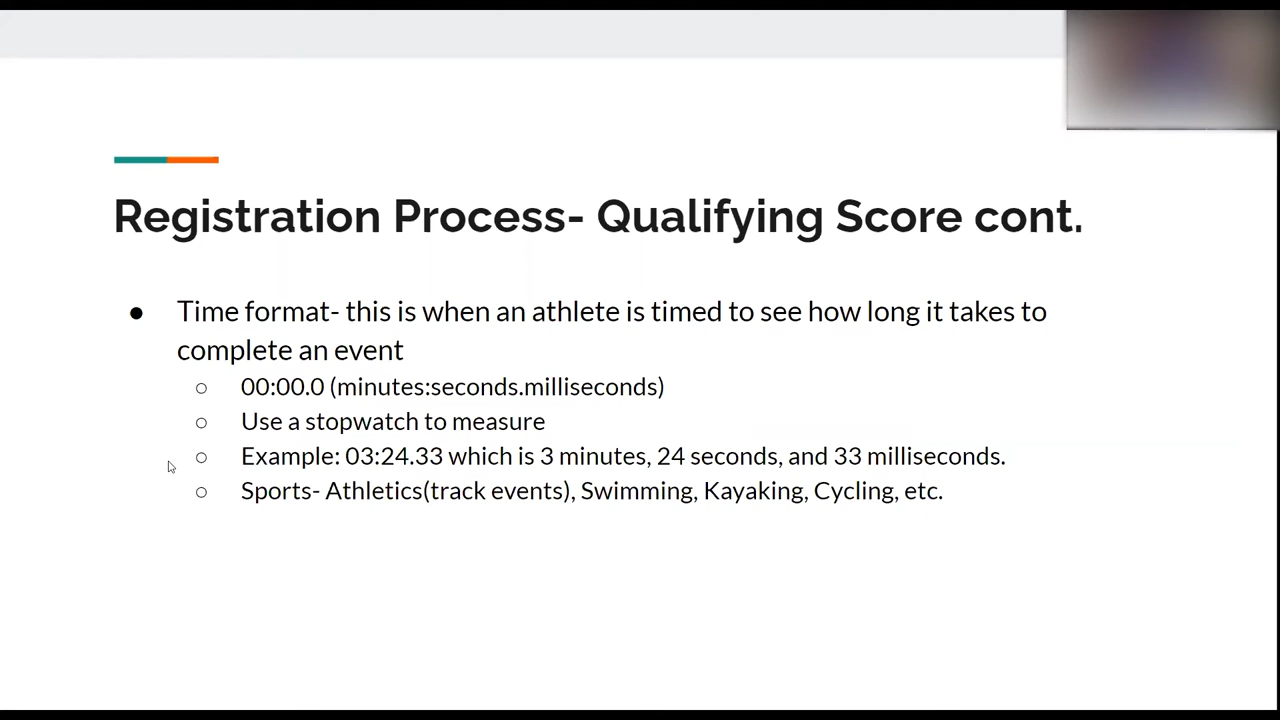 Registration Process- Qualifying Score cont.
● Time format- this is when an athlete is timed to see how long it takes to
complete an event
○ 00:00.0 (minutes:seconds.milliseconds)
○ Use a stopwatch to measure
○ Example: 03:24.33 which is 3 minutes, 24 seconds, and 33 milliseconds.
○ Sports- Athletics(track events), Swimming, Kayaking, Cycling, etc.